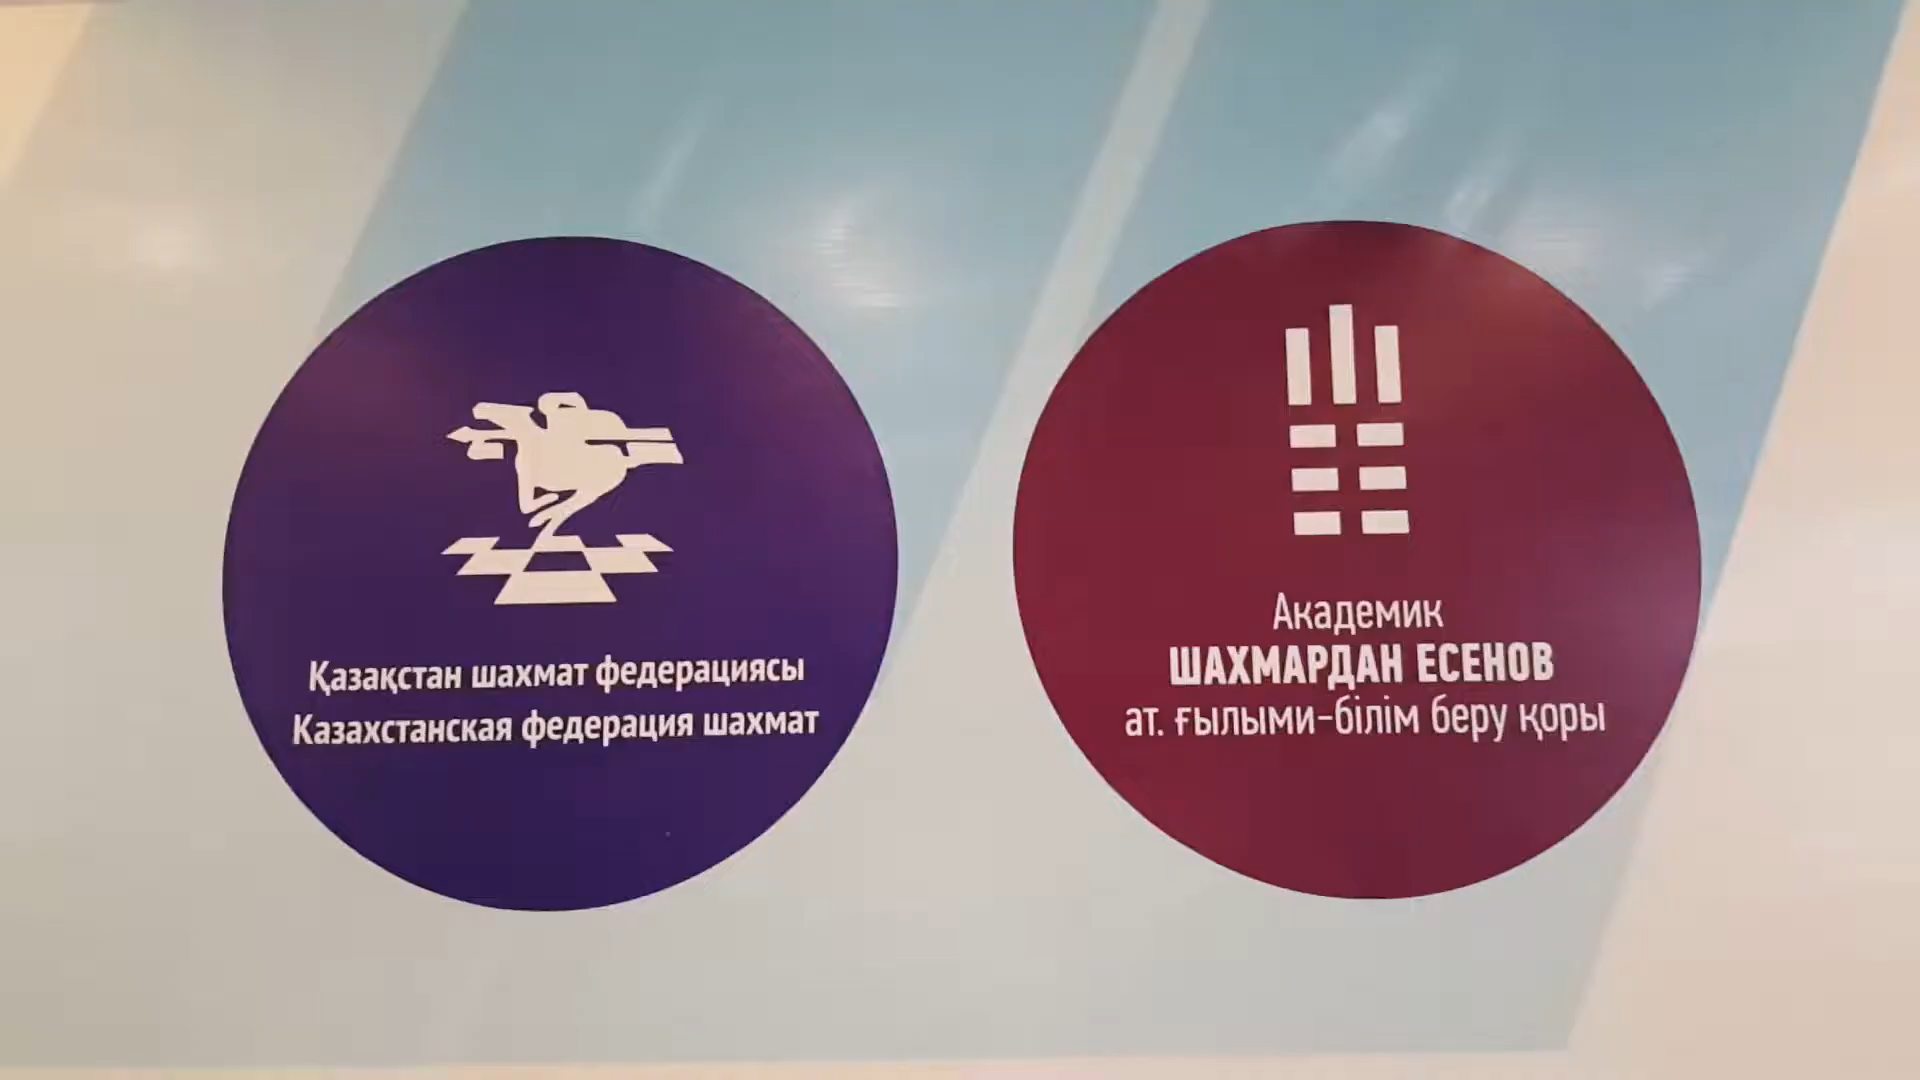 Қазақстан шахмат федерациясы
Казахстанская федерация шахмат
Академик
ШАХМАРДАН ЕСЕНОВ
ат. ғылыми-білім беру қоры